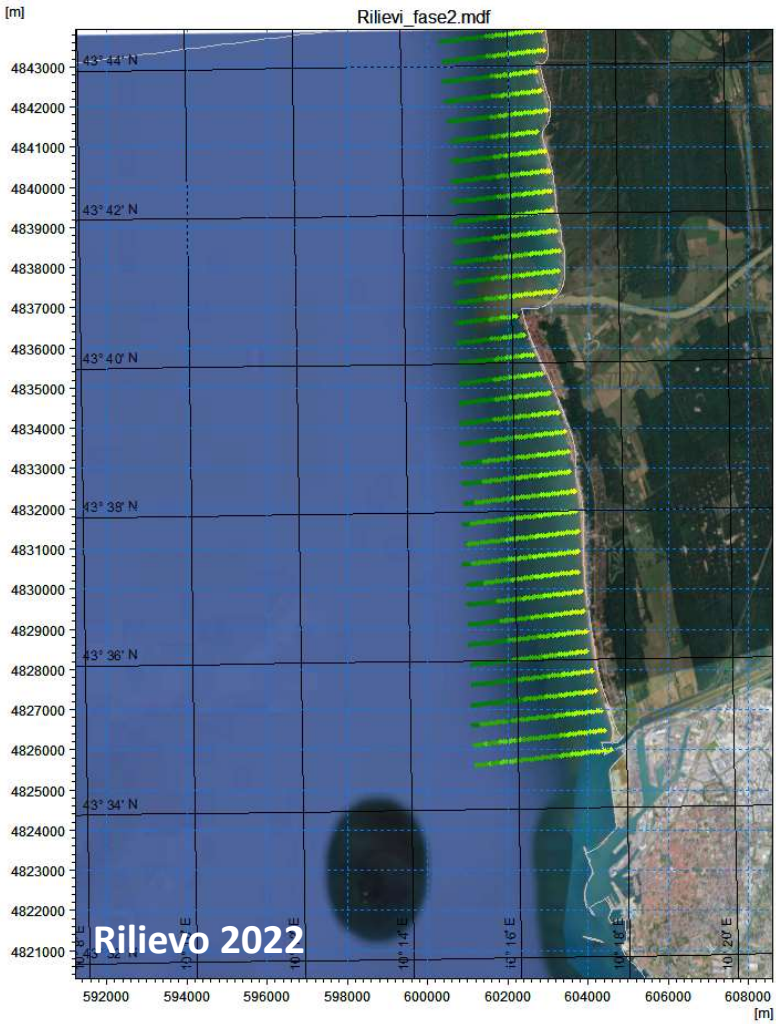 [m]
Rilievi_fase2.mdf
4843000
43° 44' N
4842000
4841000
4840000
43° 42' N
4839000
4838000
4837000
4836000
43° 40' N
4835000
4834000
4833000
4832000
43° 38' N
4831000
4830000
4829000
43° 36' N
4828000
4827000
4826000
4825000
43° 34' N
4824000
4823000
4822000
4821000
10° 14' E
10° 16' E
10° 18' E
10° 20' E
Rilievo 2022
592000 594000 596000 598000 600000 602000 604000 606000 608000
[m]